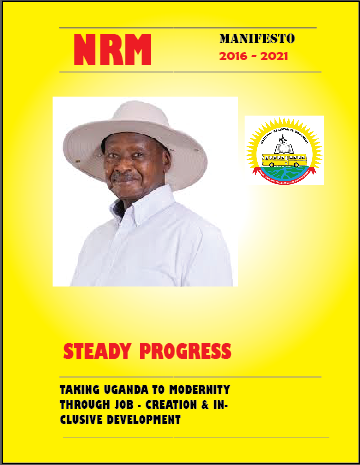 NRM
MANIFESTO
2016 - 2021
STEADY PROGRESS
TAKING UGANDA TO MODERNITY
THROUGH JOB - CREATION & IN-
CLUSIVE DEVELOPMENT